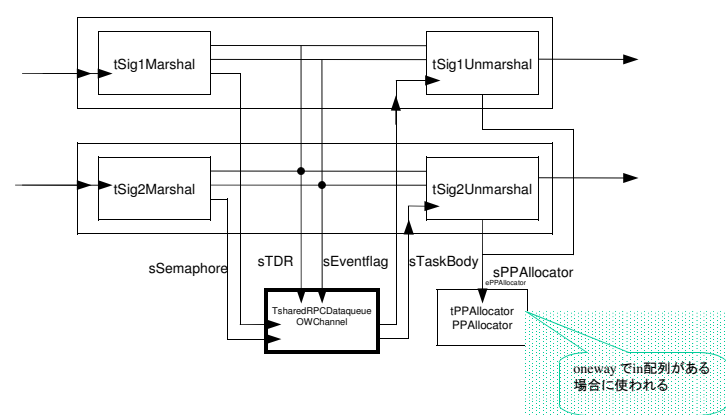 tSig1Marshal
tSig1Unmarshal
tSig2Marshal
tSig2Unmarshal
sSemaphore
sTDR
sEventflag
sTaskBody
sPPAllocator
ePPAllocator
TsharedRPCDataqueue
OWChannel
tPPAllocator
PPAllocator
oneway でin配列がある
場合に使われる